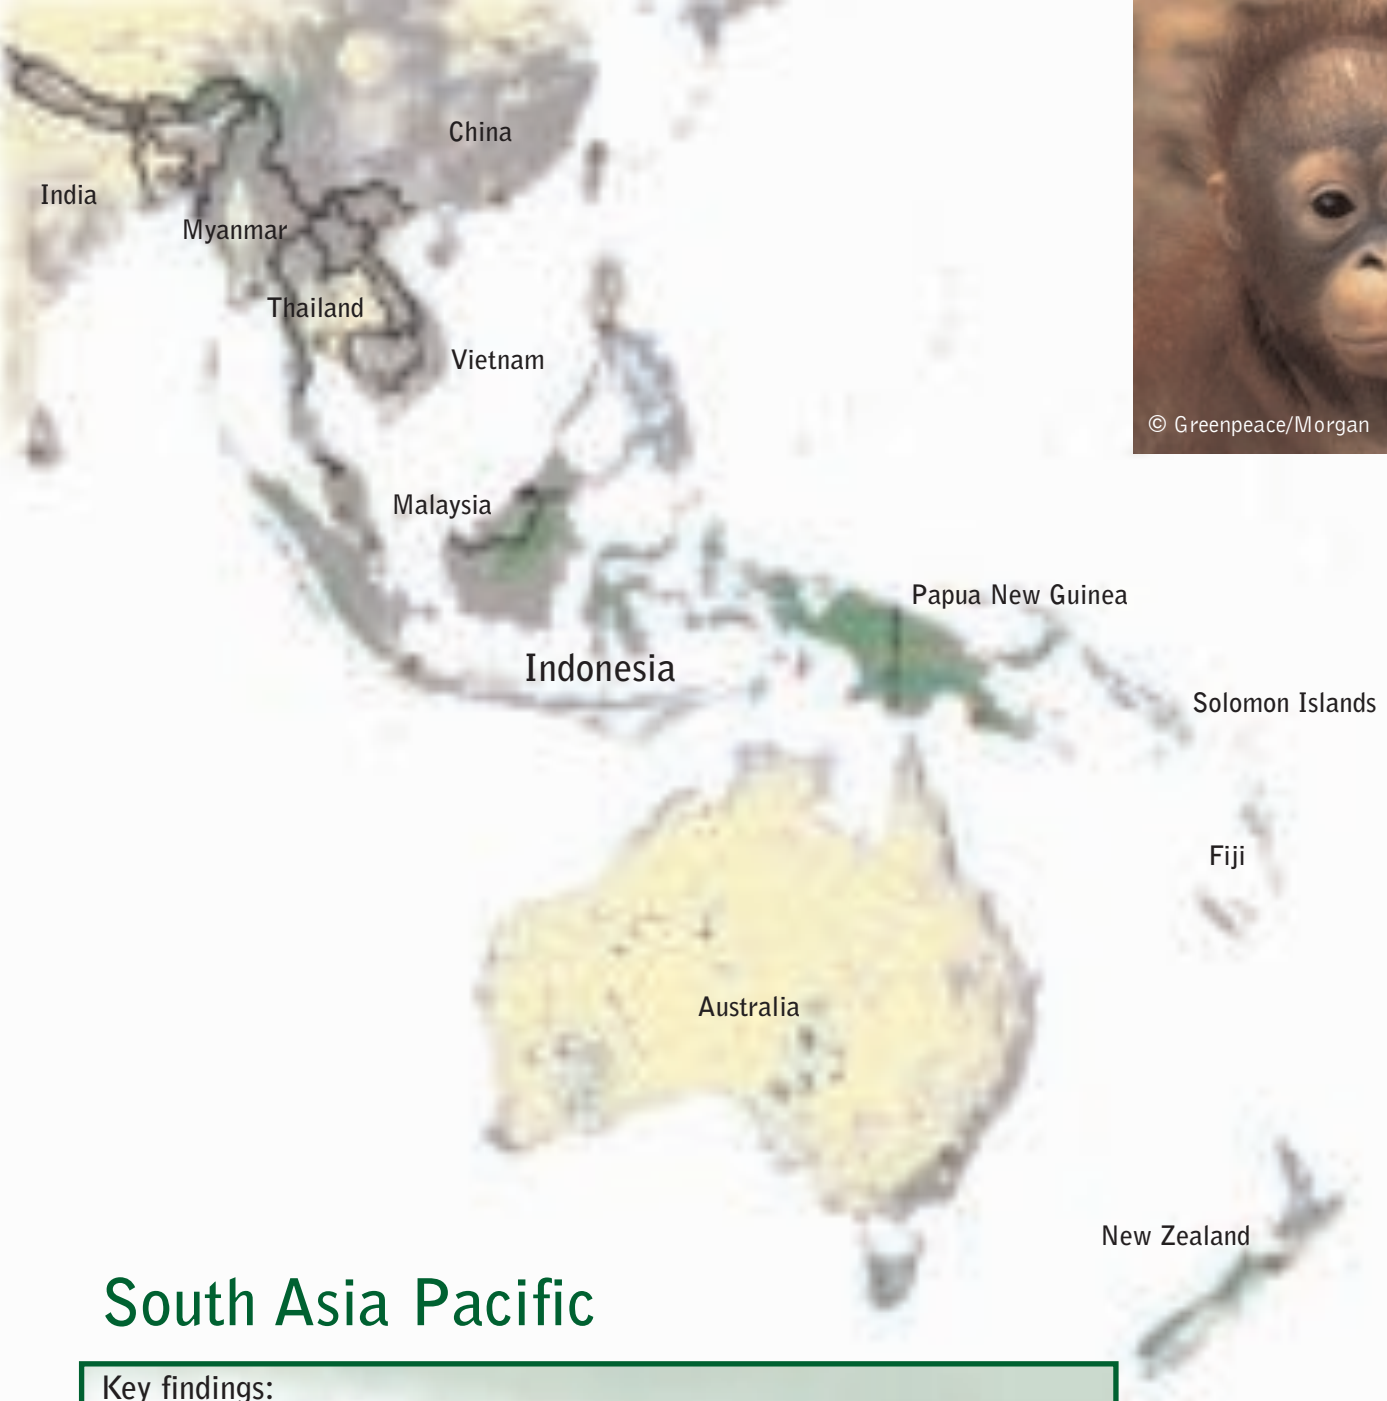 China
India
Myanmar
Thailand
Vietnam
© Greenpeace/Morgan
Malaysia
Papua New Guinea
Indonesia
Solomon Islands
Fiji
Australia
New Zealand
South Asia Pacific
Key findings: